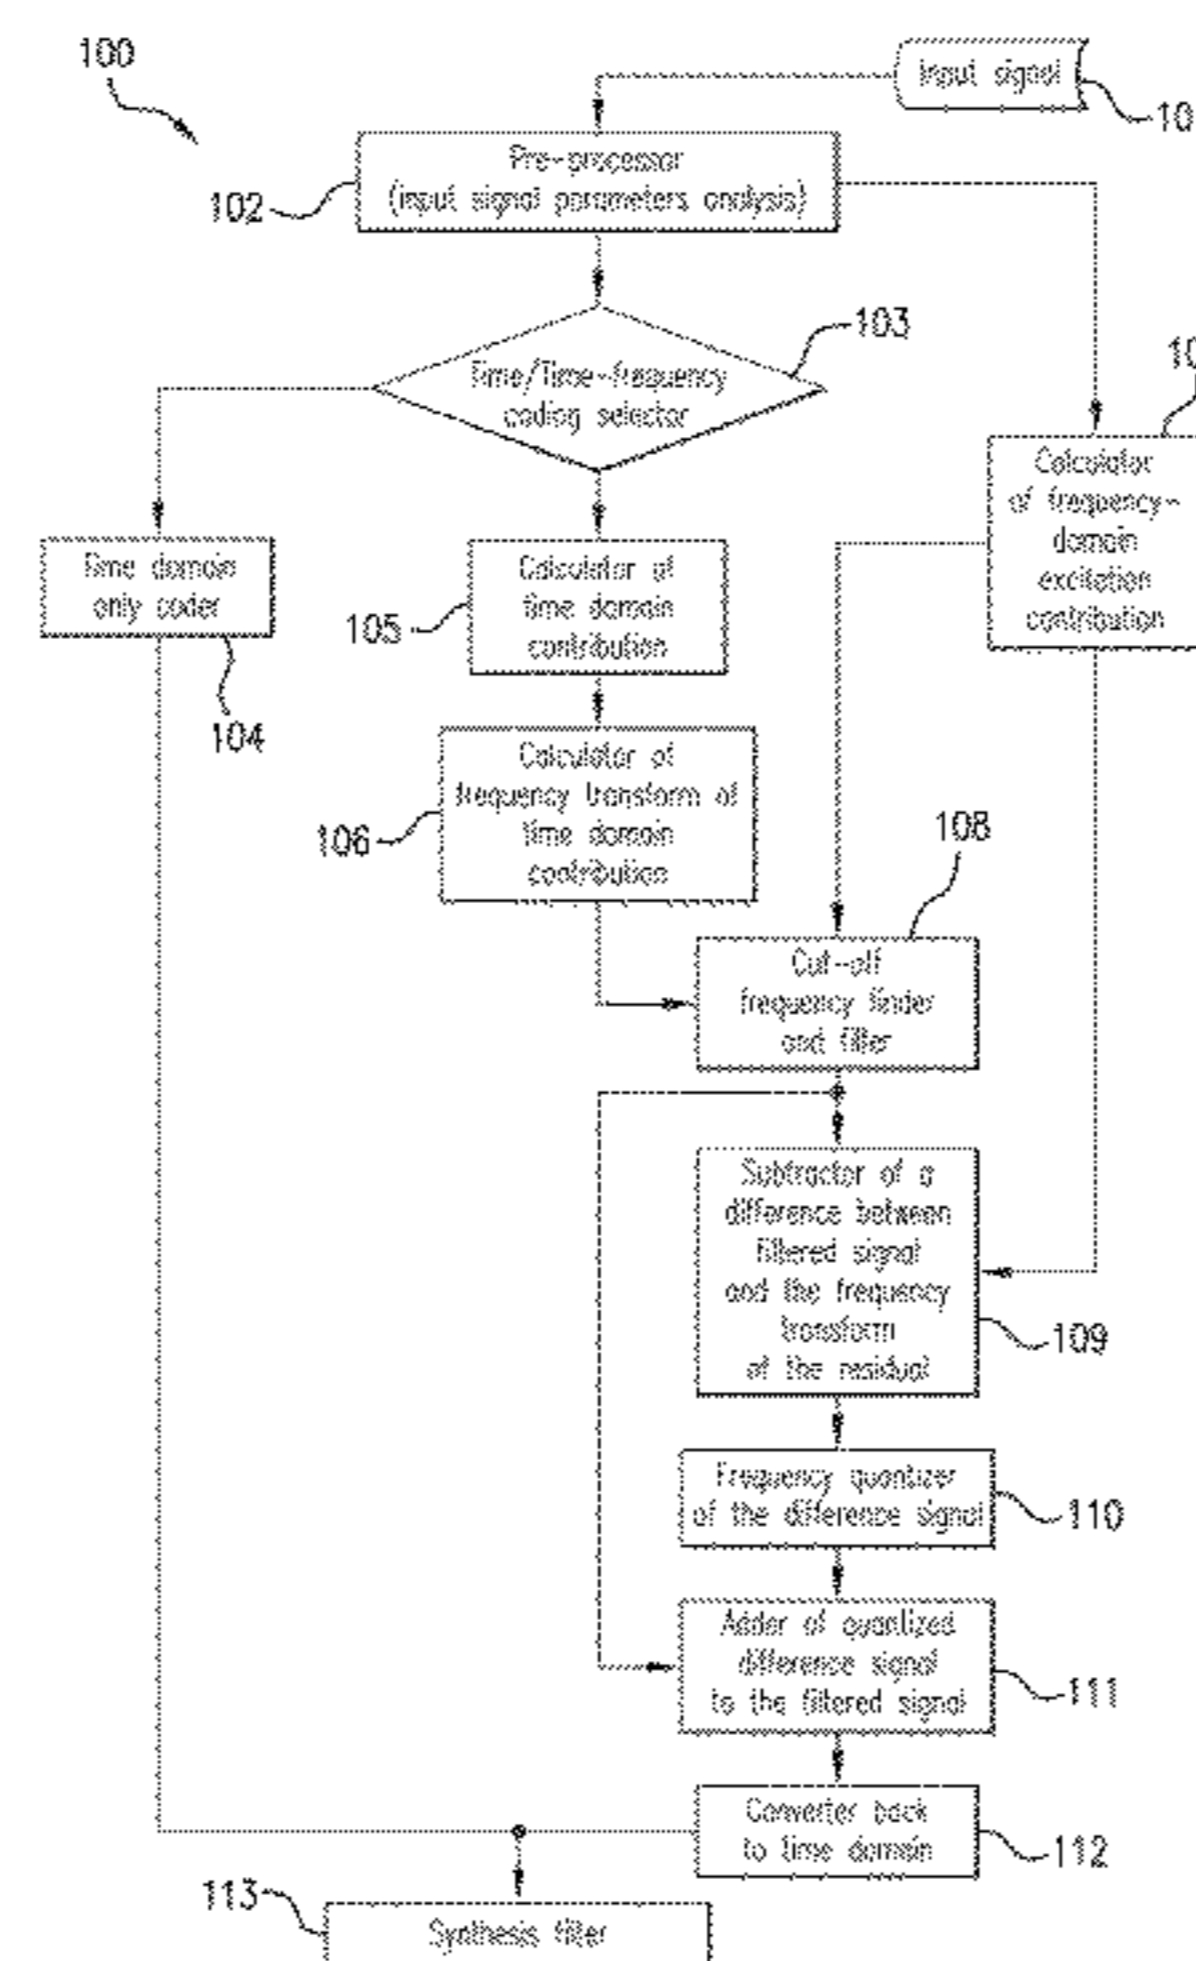 100
Input signal
10
Pre-processor
(input signal parameters analysis)
102
103
Time/Time-frequency
coding selector
10
Calculator
of frequency-
domain
excitation
contribution
Time domain
only coder
104
Calculator of
time domain
contribution
105
Calculator of
frequency transform of
time domain
contribution
106
108
Cut-off
frequency finder
and filter
Subtractor of a
difference between
filtered signal
and the frequency
transform
of the residual
109
Frequency quantizer
of the difference signal
110
Adder of quantized
difference signal
to the filtered signal
111
Converter back
to time domain
112
113
Synthesis filter